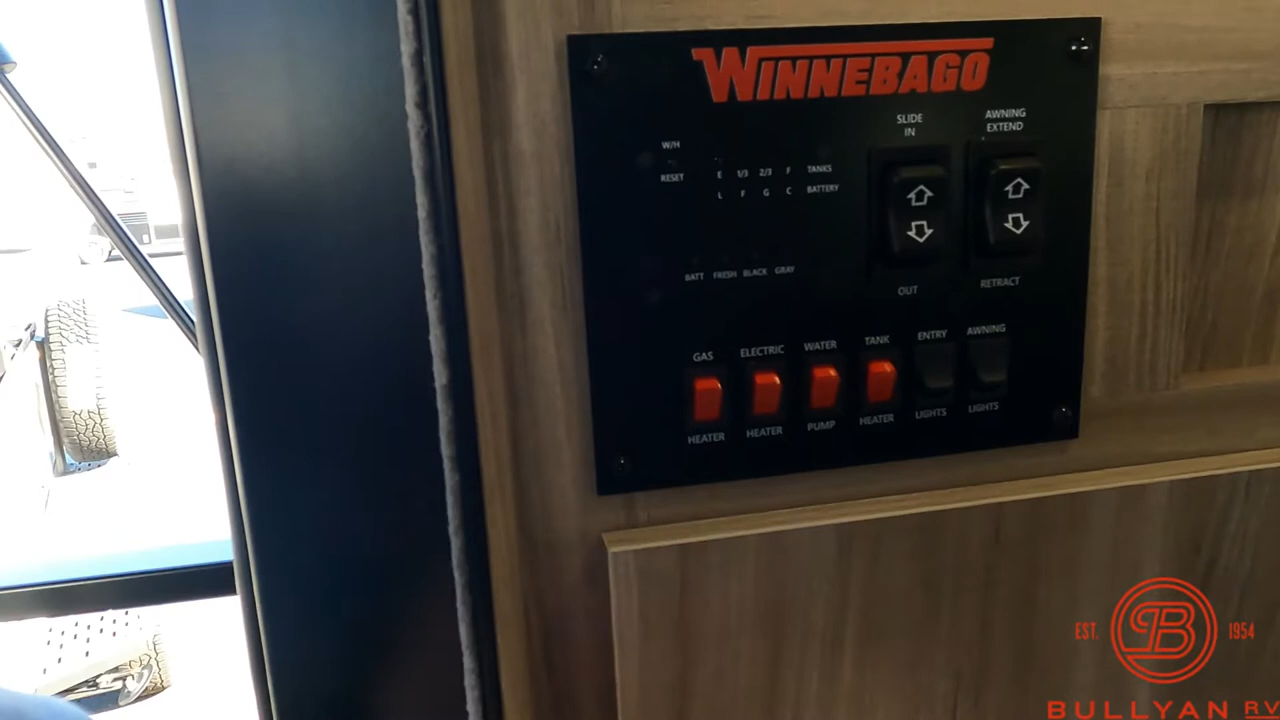 WINNEBAGO
SLIDE IN
AWNING EXTEND
W/H
RESET
E 1/3 2/3 F TANKS
L F G C BATTERY
BATT FRESH BLACK GRAY
OUT
RETRACT
GAS HEATER
ELECTRIC HEATER
WATER PUMP
TANK HEATER
ENTRY LIGHTS
AWNING LIGHTS
EST. B 1954
BULLYAN RV